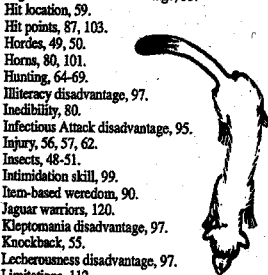 Hit location, 59.
Hit points, 87, 103.
Hordes, 49, 50.
Horns, 80, 101.
Hunting, 64-69.
Illiteracy disadvantage, 97.
Inedibility, 80.
Infectious Attack disadvantage, 95.
Injury, 56, 57, 62.
Insects, 48-51.
Intimidation skill, 99.
Item-based weredom, 90.
Jaguar warriors, 120.
Kleptomania disadvantage, 97.
Knockback, 55.
Lecherousness disadvantage, 97.